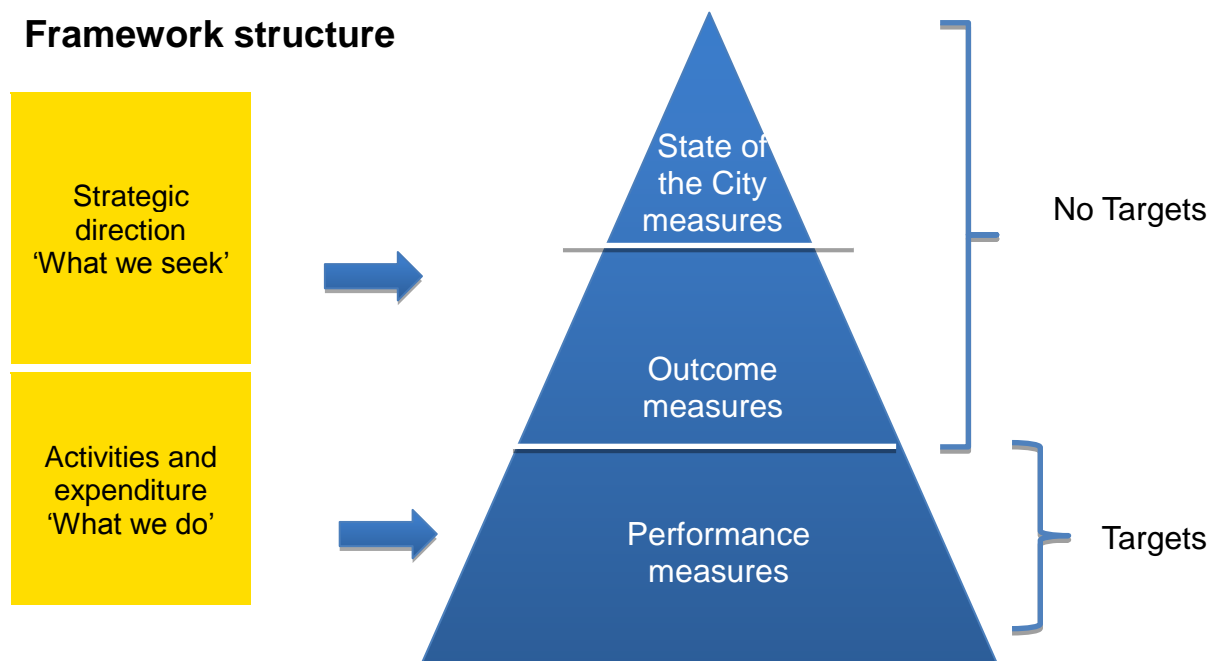 Framework structure
Strategic
direction
‘What we seek’
Activities and
expenditure
‘What we do’
State of
the City
measures
Outcome
measures
Performance
measures
No Targets
Targets